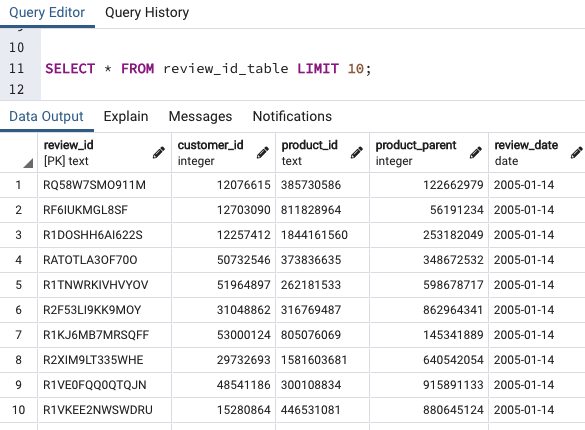 Query Editor Query History
10
11 SELECT * FROM review_id_table LIMIT 10;
12
Data Output Explain Messages Notifications
review_id customer_id product_id product_parent review_date
[PK] text integer text integer date
1 RQ58W7SMO911M 12076615 385730586 122662979 2005-01-14
2 RF6IUKMGL8SF 12703090 811828964 56191234 2005-01-14
3 R1DOSHH6AI622S 12257412 1844161560 253182049 2005-01-14
4 RATOTLA3OF70O 50732546 373836635 348672532 2005-01-14
5 R1TNWRKIVHVYOV 51964897 262181533 598678717 2005-01-14
6 R2F53LI9KK9MOY 31048862 316769487 862964341 2005-01-14
7 R1KJ6MB7MRSQFF 53000124 805076069 145341889 2005-01-14
8 R2XIM9LT335WHE 29732693 1581603681 640542054 2005-01-14
9 R1VE0FQQ0QTQJN 48541186 300108834 915891133 2005-01-14
10 R1VKEE2NWSWDRU 15280864 446531081 880645124 2005-01-14